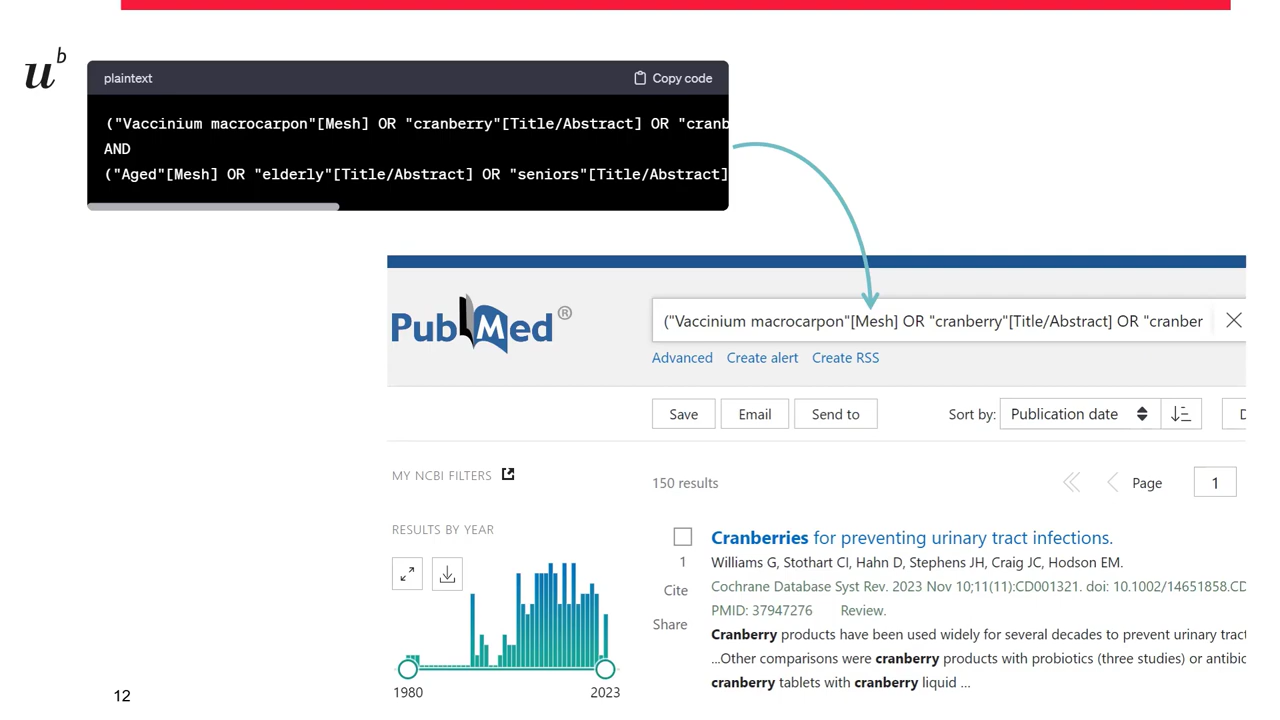 u^b
plaintext
Copy code
("Vaccinium macrocarpon"[Mesh] OR "cranberry"[Title/Abstract] OR "cranb
AND
("Aged"[Mesh] OR "elderly"[Title/Abstract] OR "seniors"[Title/Abstract]
PubMed®
("Vaccinium macrocarpon"[Mesh] OR "cranberry"[Title/Abstract] OR "cranber
Advanced Create alert Create RSS
Save Email Send to Sort by: Publication date D
MY NCBI FILTERS
150 results
Page 1
RESULTS BY YEAR
1980 2023
Cranberries for preventing urinary tract infections.
1
Cite
Share
Williams G, Stothart CI, Hahn D, Stephens JH, Craig JC, Hodson EM.
Cochrane Database Syst Rev. 2023 Nov 10;11(11):CD001321. doi: 10.1002/14651858.CD
PMID: 37947276 Review.
Cranberry products have been used widely for several decades to prevent urinary tract
...Other comparisons were cranberry products with probiotics (three studies) or antibio
cranberry tablets with cranberry liquid ...
12